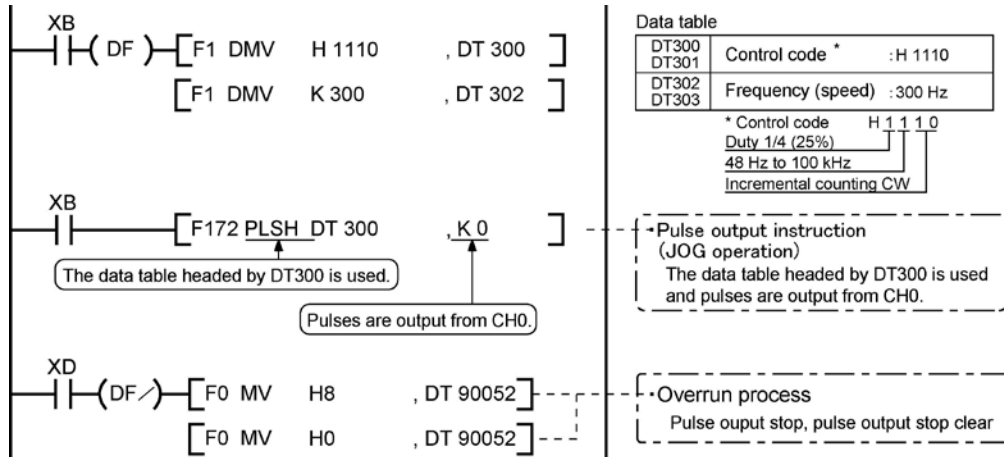 XB
( DF ) F1 DMV H 1110 , DT 300
F1 DMV K 300 , DT 302
XB
F172 PLSH DT 300 , K 0
The data table headed by DT300 is used.
Pulses are output from CH0.
XD
(DF/) F0 MV H8 , DT 90052
F0 MV H0 , DT 90052
Data table
DT300 DT301 Control code * :H 1110
DT302 DT303 Frequency (speed) :300 Hz
* Control code H 1 1 1 0
Duty 1/4 (25%)
48 Hz to 100 kHz
Incremental counting CW
·Pulse output instruction
(JOG operation)
The data table headed by DT300 is used
and pulses are output from CH0.
·Overrun process
Pulse ouput stop, pulse output stop clear